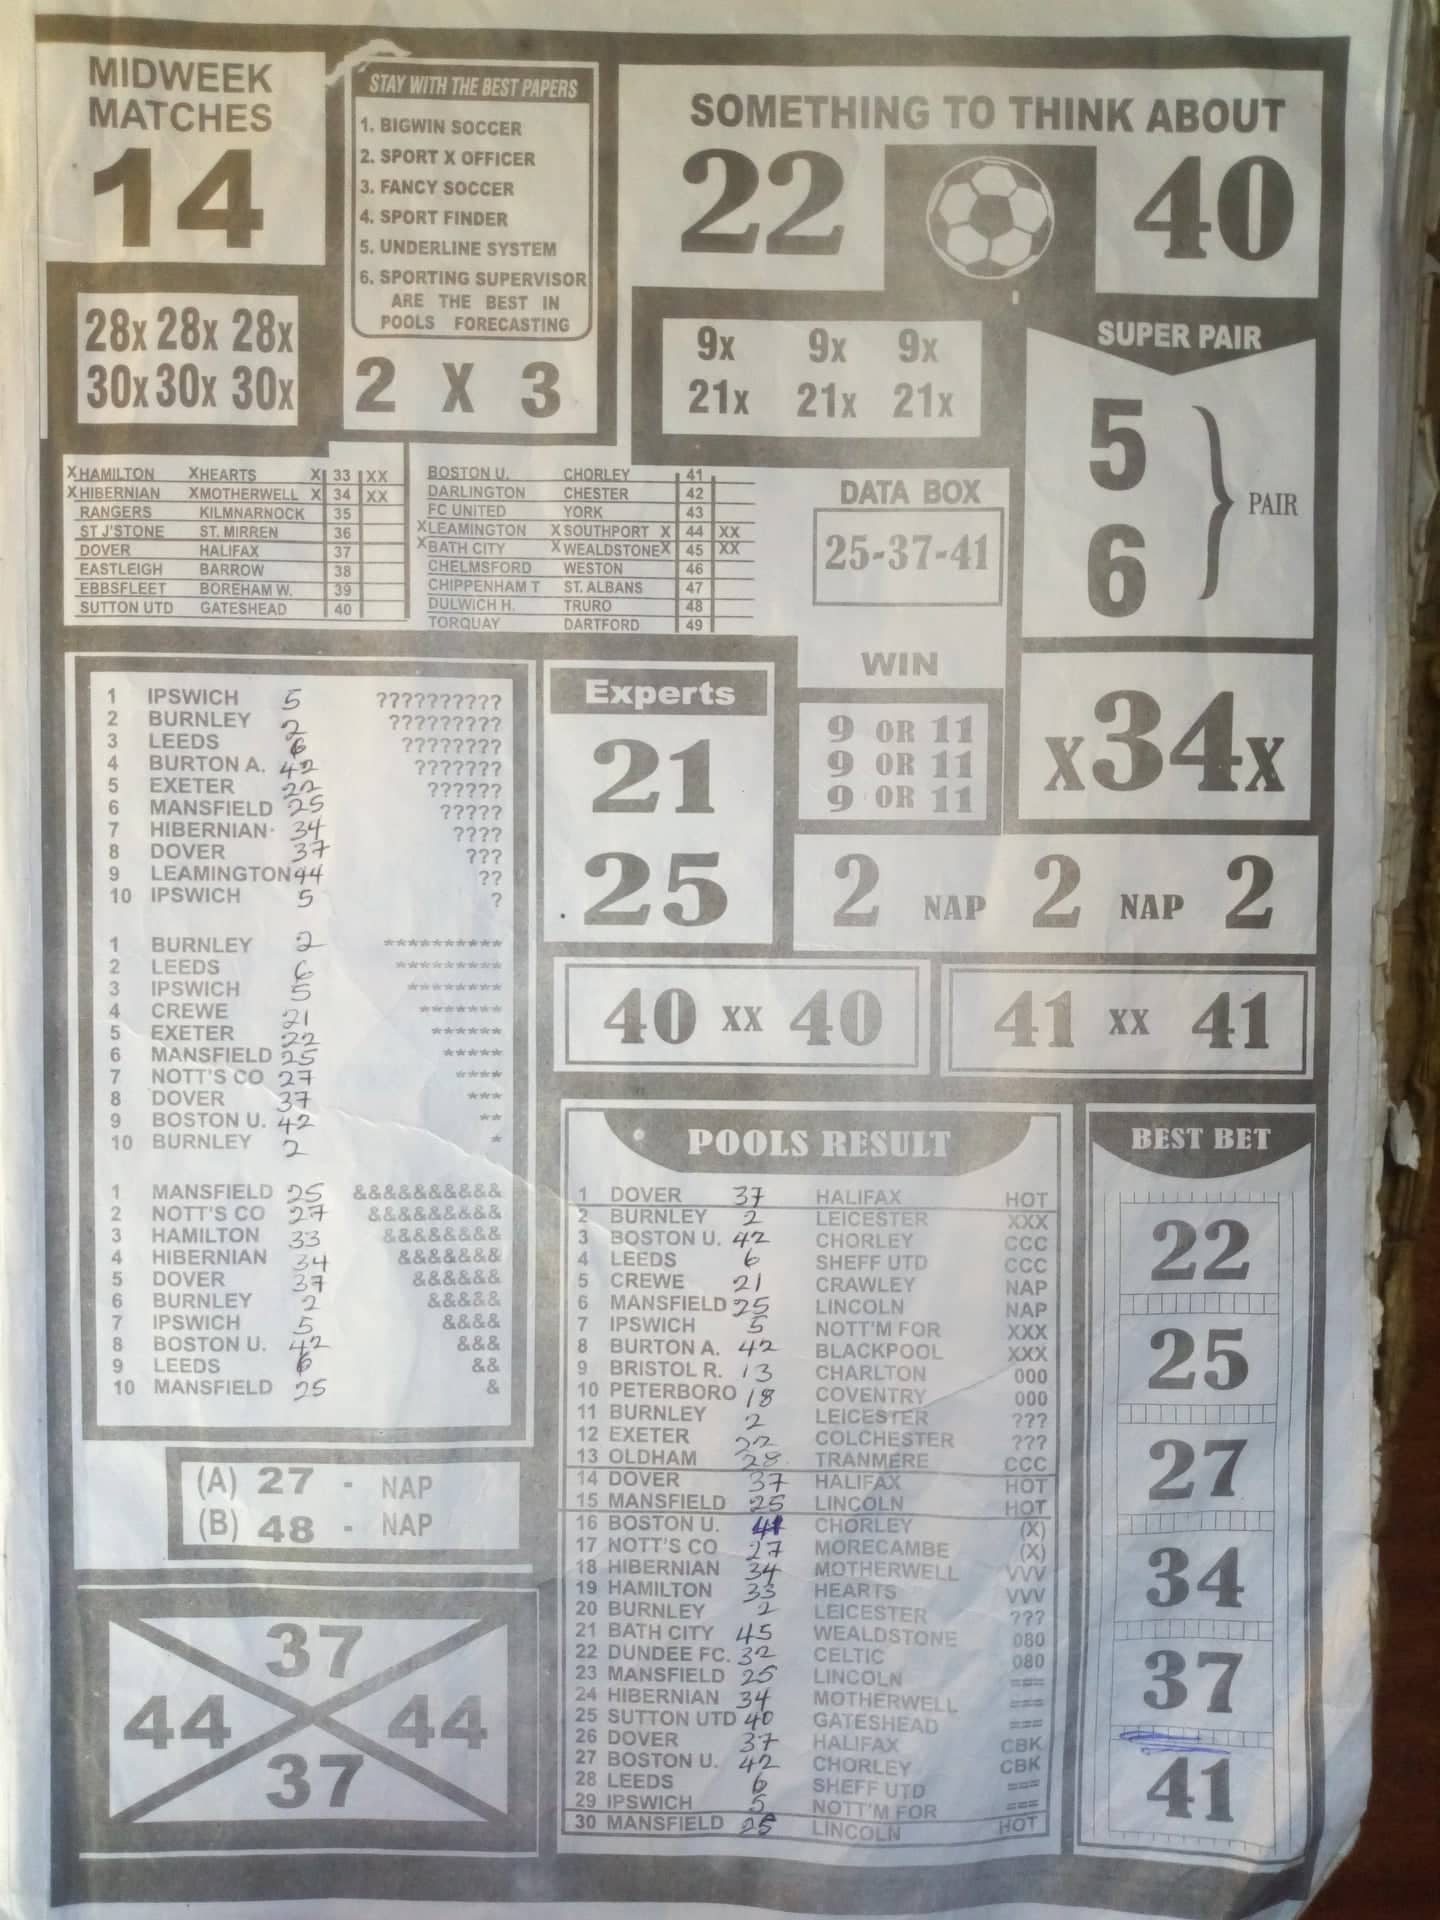 MIDWEEK
MATCHES
14
28x 28x 28x
30x 30x 30x
STAY WITH THE BEST PAPERS
1. BIGWIN SOCCER
2. SPORT X OFFICER
3. FANCY SOCCER
4. SPORT FINDER
5. UNDERLINE SYSTEM
6. SPORTING SUPERVISOR
ARE THE BEST IN
POOLS FORECASTING
2 X 3
SOMETHING TO THINK ABOUT
22 40
9x 9x 9x
21x 21x 21x
SUPER PAIR
5
6
PAIR
X HAMILTON X HEARTS X 33 XX
X HIBERNIAN X MOTHERWELL X 34 XX
RANGERS KILMNARNOCK 35
ST J'STONE ST. MIRREN 36
DOVER HALIFAX 37
EASTLEIGH BARROW 38
EBBSFLEET BOREHAM W. 39
SUTTON UTD GATESHEAD 40
BOSTON U. CHORLEY 41
DARLINGTON CHESTER 42
FC UNITED YORK 43
X LEAMINGTON X SOUTHPORT X 44 XX
X BATH CITY X WEALDSTONE X 45 XX
CHELMSFORD WESTON 46
CHIPPENHAM T ST. ALBANS 47
DULWICH H. TRURO 48
TORQUAY DARTFORD 49
DATA BOX
25-37-41
WIN
9 OR 11
9 OR 11
9 OR 11
X 34 X
1 IPSWICH 5 ??????????
2 BURNLEY 2 ?????????
3 LEEDS 6 ????????
4 BURTON A. 42 ???????
5 EXETER 22 ??????
6 MANSFIELD 25 ?????
7 HIBERNIAN 34 ????
8 DOVER 37 ???
9 LEAMINGTON 44 ??
10 IPSWICH 5 ?
1 BURNLEY 2 **********
2 LEEDS 6 *********
3 IPSWICH 5 ********
4 CREWE 21 *******
5 EXETER 22 ******
6 MANSFIELD 25 *****
7 NOTT'S CO 27 ****
8 DOVER 37 ***
9 BOSTON U. 42 **
10 BURNLEY 2 *
1 MANSFIELD 25 &&&&&&&&&&
2 NOTT'S CO 27 &&&&&&&&&
3 HAMILTON 33 &&&&&&&&
4 HIBERNIAN 34 &&&&&&&
5 DOVER 37 &&&&&&
6 BURNLEY 2 &&&&&
7 IPSWICH 5 &&&&
8 BOSTON U. 42 &&&
9 LEEDS 6 &&
10 MANSFIELD 25 &
Experts
21
25
2 NAP 2 NAP 2
40 XX 40
41 XX 41
(A) 27 - NAP
(B) 48 - NAP
37
44 44
37
POOLS RESULT
1 DOVER 37 HALIFAX HOT
2 BURNLEY 2 LEICESTER XXX
3 BOSTON U. 42 CHORLEY CCC
4 LEEDS 6 SHEFF UTD CCC
5 CREWE 21 CRAWLEY NAP
6 MANSFIELD 25 LINCOLN NAP
7 IPSWICH 5 NOTT'M FOR XXX
8 BURTON A. 42 BLACKPOOL XXX
9 BRISTOL R. 13 CHARLTON 000
10 PETERBORO 18 COVENTRY 000
11 BURNLEY 2 LEICESTER ???
12 EXETER 22 COLCHESTER ???
13 OLDHAM 28 TRANMERE CCC
14 DOVER 37 HALIFAX HOT
15 MANSFIELD 25 LINCOLN HOT
16 BOSTON U. 41 CHORLEY (X)
17 NOTT'S CO 27 MORECAMBE (X)
18 HIBERNIAN 34 MOTHERWELL VVV
19 HAMILTON 33 HEARTS VVV
20 BURNLEY 2 LEICESTER ???
21 BATH CITY 45 WEALDSTONE 080
22 DUNDEE FC. 32 CELTIC 080
23 MANSFIELD 25 LINCOLN ===
24 HIBERNIAN 34 MOTHERWELL ===
25 SUTTON UTD 40 GATESHEAD ===
26 DOVER 37 HALIFAX CBK
27 BOSTON U. 42 CHORLEY CBK
28 LEEDS 6 SHEFF UTD ===
29 IPSWICH 5 NOTT'M FOR ===
30 MANSFIELD 25 LINCOLN HOT
BEST BET
22
25
27
34
37
41